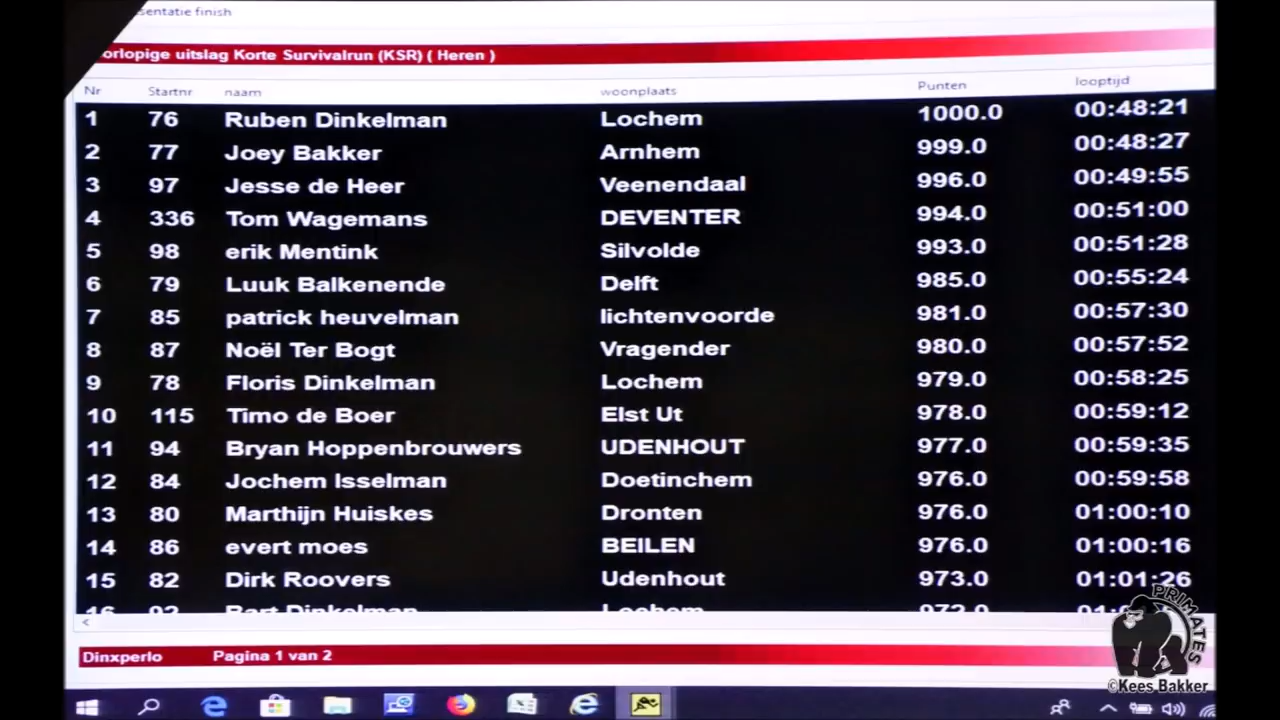 sentatie finish
orlopige uitslag Korte Survivalrun (KSR) ( Heren )
Nr Startnr naam woonplaats Punten looptijd
1 76 Ruben Dinkelman Lochem 1000.0 00:48:21
2 77 Joey Bakker Arnhem 999.0 00:48:27
3 97 Jesse de Heer Veenendaal 996.0 00:49:55
4 336 Tom Wagemans DEVENTER 994.0 00:51:00
5 98 erik Mentink Silvolde 993.0 00:51:28
6 79 Luuk Balkenende Delft 985.0 00:55:24
7 85 patrick heuvelman lichtenvoorde 981.0 00:57:30
8 87 Noël Ter Bogt Vragender 980.0 00:57:52
9 78 Floris Dinkelman Lochem 979.0 00:58:25
10 115 Timo de Boer Elst Ut 978.0 00:59:12
11 94 Bryan Hoppenbrouwers UDENHOUT 977.0 00:59:35
12 84 Jochem Isselman Doetinchem 976.0 00:59:58
13 80 Marthijn Huiskes Dronten 976.0 01:00:10
14 86 evert moes BEILEN 976.0 01:00:16
15 82 Dirk Roovers Udenhout 973.0 01:01:26
16 92 Bart Dinkelman Lochem 972.0
Dinxperlo Pagina 1 van 2
PRIMATES
©Kees Bakker